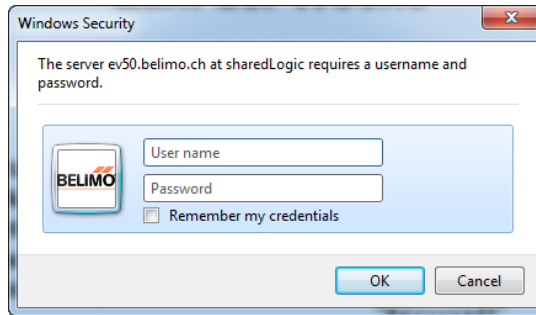 Windows Security
The server ev50.belimo.ch at sharedLogic requires a username and
password.
User name
BELIMO
Password
Remember my credentials
OK
Cancel